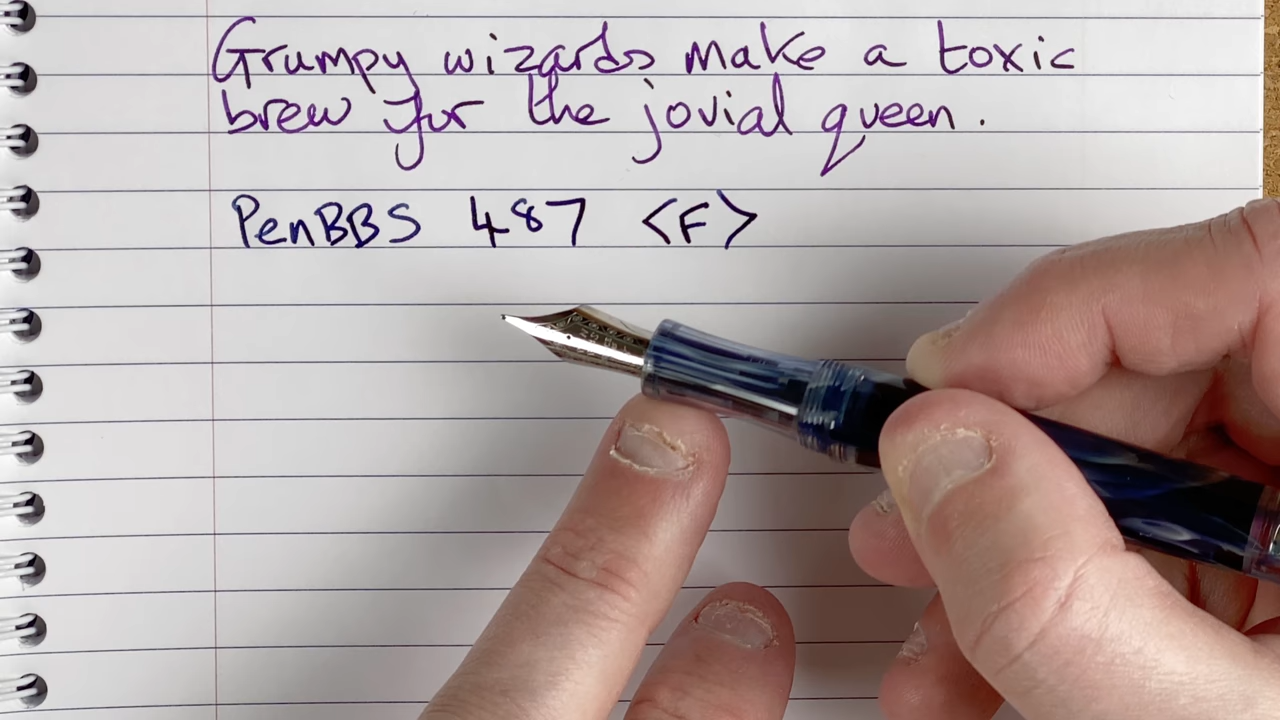 Grumpy wizards make a toxic
brew for the jovial queen.
PenBBS 487 <F>